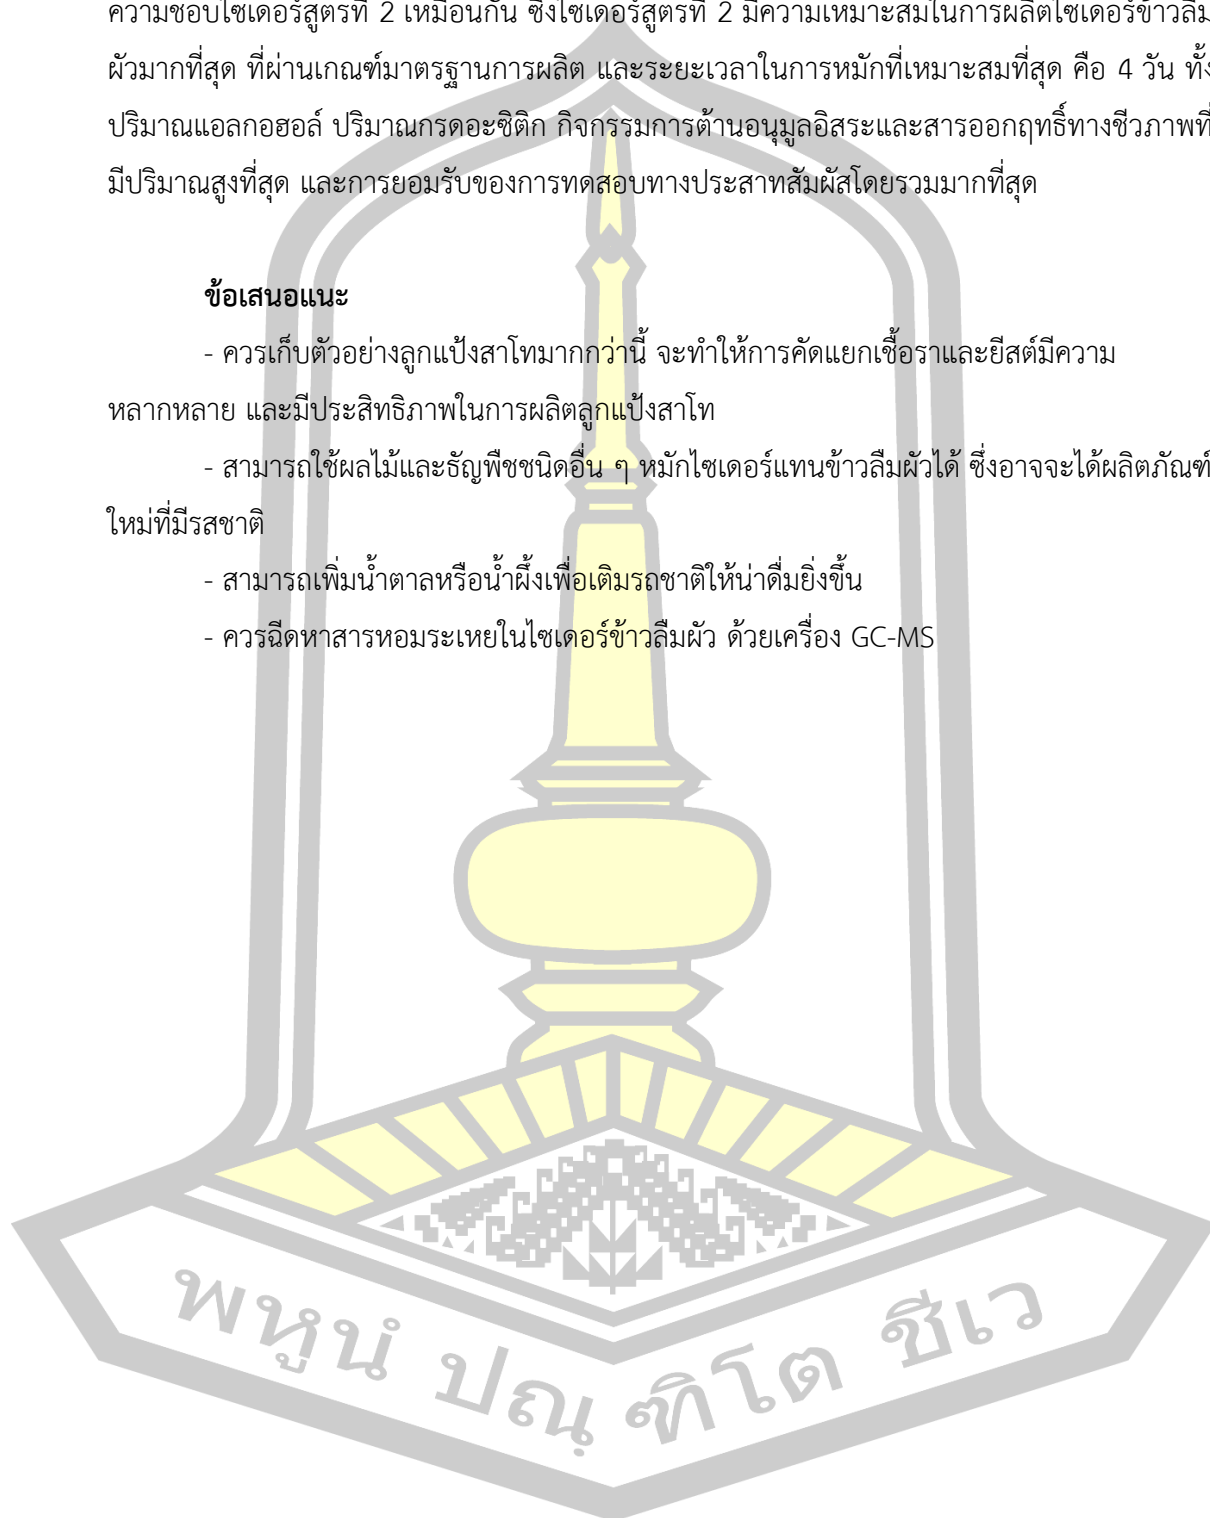 ความชอบไซเดอร์สูตรที่ 2 เหมือนกัน ซึ่งไซเดอร์สูตรที่ 2 มีความเหมาะสมในการผลิตไซเดอร์ข้าวลืม
ผัวมากที่สุด ที่ผ่านเกณฑ์มาตรฐานการผลิต และระยะเวลาในการหมักที่เหมาะสมที่สุด คือ 4 วัน ทั้ง
ปริมาณแอลกอฮอล์ ปริมาณกรดอะซิติก กิจกรรมการต้านอนุมูลอิสระและสารออกฤทธิ์ทางชีวภาพที่
มีปริมาณสูงที่สุด และการยอมรับของการทดสอบทางประสาทสัมผัสโดยรวมมากที่สุด
ข้อเสนอแนะ
- ควรเก็บตัวอย่างลูกแป้งสาโทมากกว่านี้ จะทำให้การคัดแยกเชื้อราและยีสต์มีความ
หลากหลาย และมีประสิทธิภาพในการผลิตลูกแป้งสาโท
- สามารถใช้ผลไม้และธัญพืชชนิดอื่น ๆ หมักไซเดอร์แทนข้าวลืมผัวได้ ซึ่งอาจจะได้ผลิตภัณฑ์
ใหม่ที่มีรสชาติ
- สามารถเพิ่มน้ำตาลหรือน้ำผึ้งเพื่อเติมรถชาติให้น่าดื่มยิ่งขึ้น
- ควรฉีดหาสารหอมระเหยในไซเดอร์ข้าวลืมผัว ด้วยเครื่อง GC-MS
พหูนํ ปณฺฑิโต ชีเว